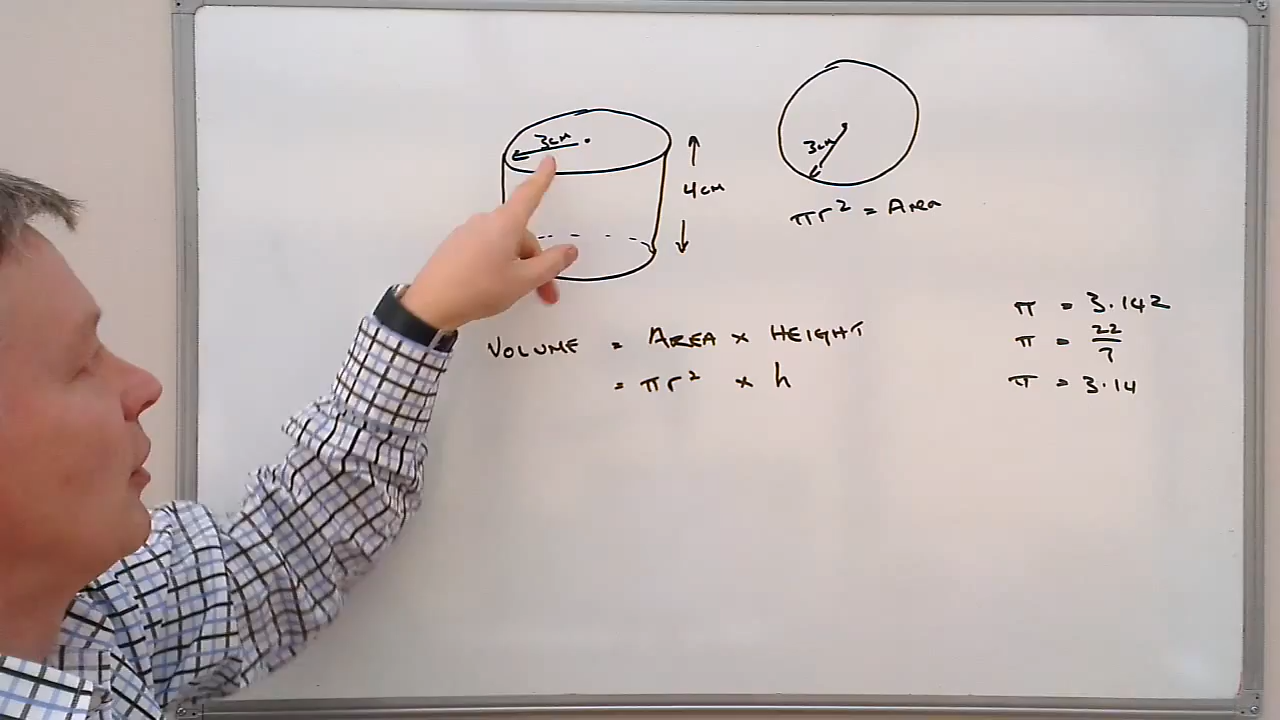 3cm
4cm
3cm
πr² = Area
VOLUME = AREA × HEIGHT
= πr² × h
π = 3.142
π = 22/7
π = 3.14